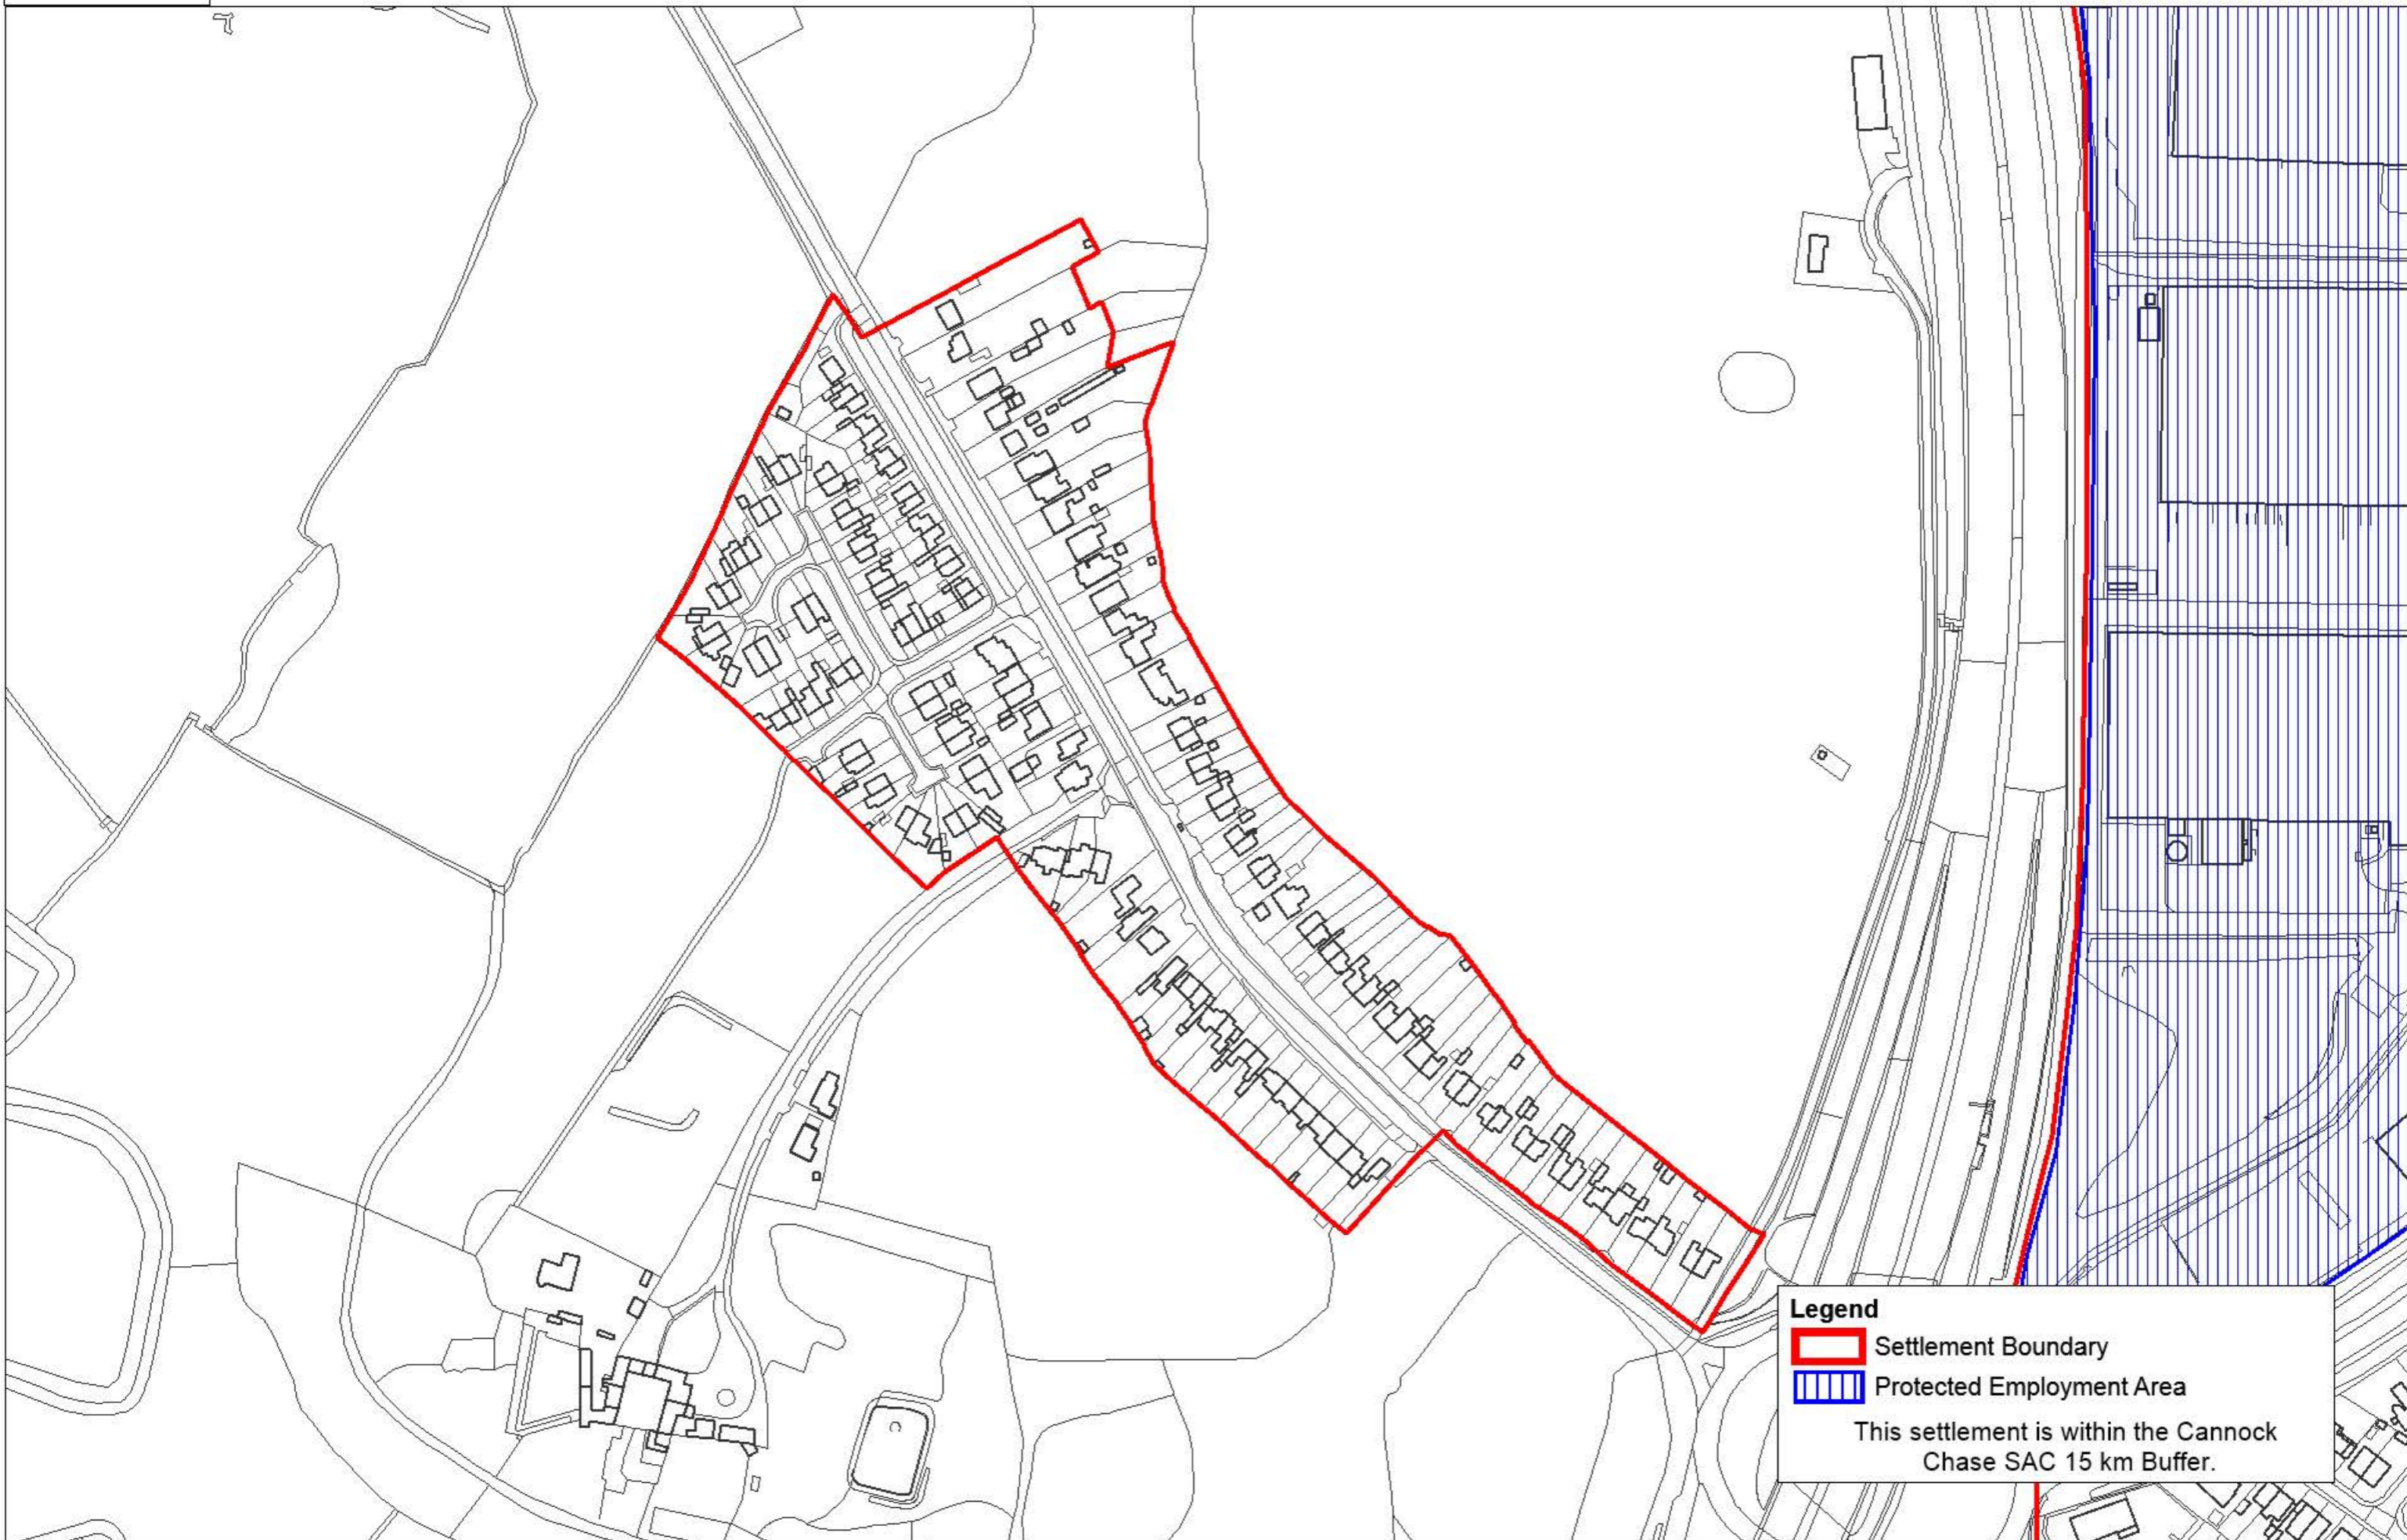 Legend
Settlement Boundary
Protected Employment Area
This settlement is within the Cannock
Chase SAC 15 km Buffer.